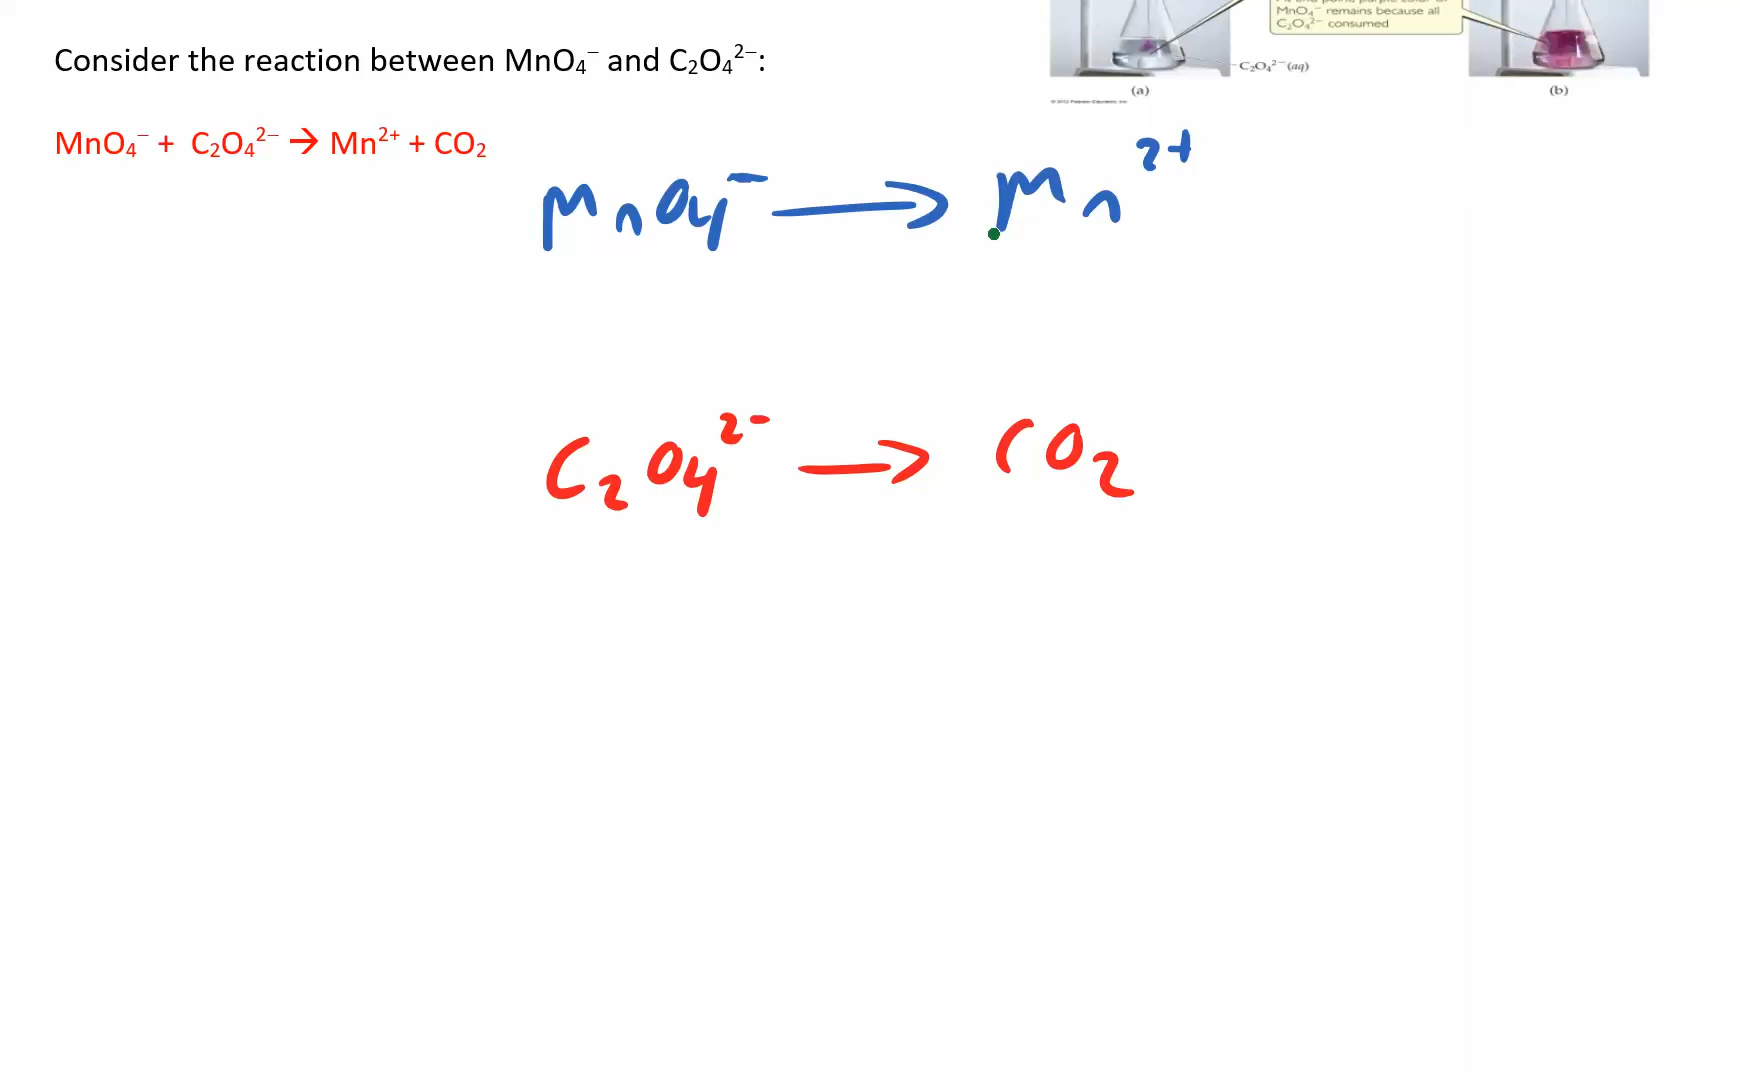 MnO₄⁻ remains because all
C₂O₄²⁻ consumed
Consider the reaction between MnO₄⁻ and C₂O₄²⁻:
C₂O₄²⁻(aq)
(a)
(b)
MnO₄⁻ + C₂O₄²⁻ → Mn²⁺ + CO₂
MnO₄⁻ → Mn²⁺
C₂O₄²⁻ → CO₂